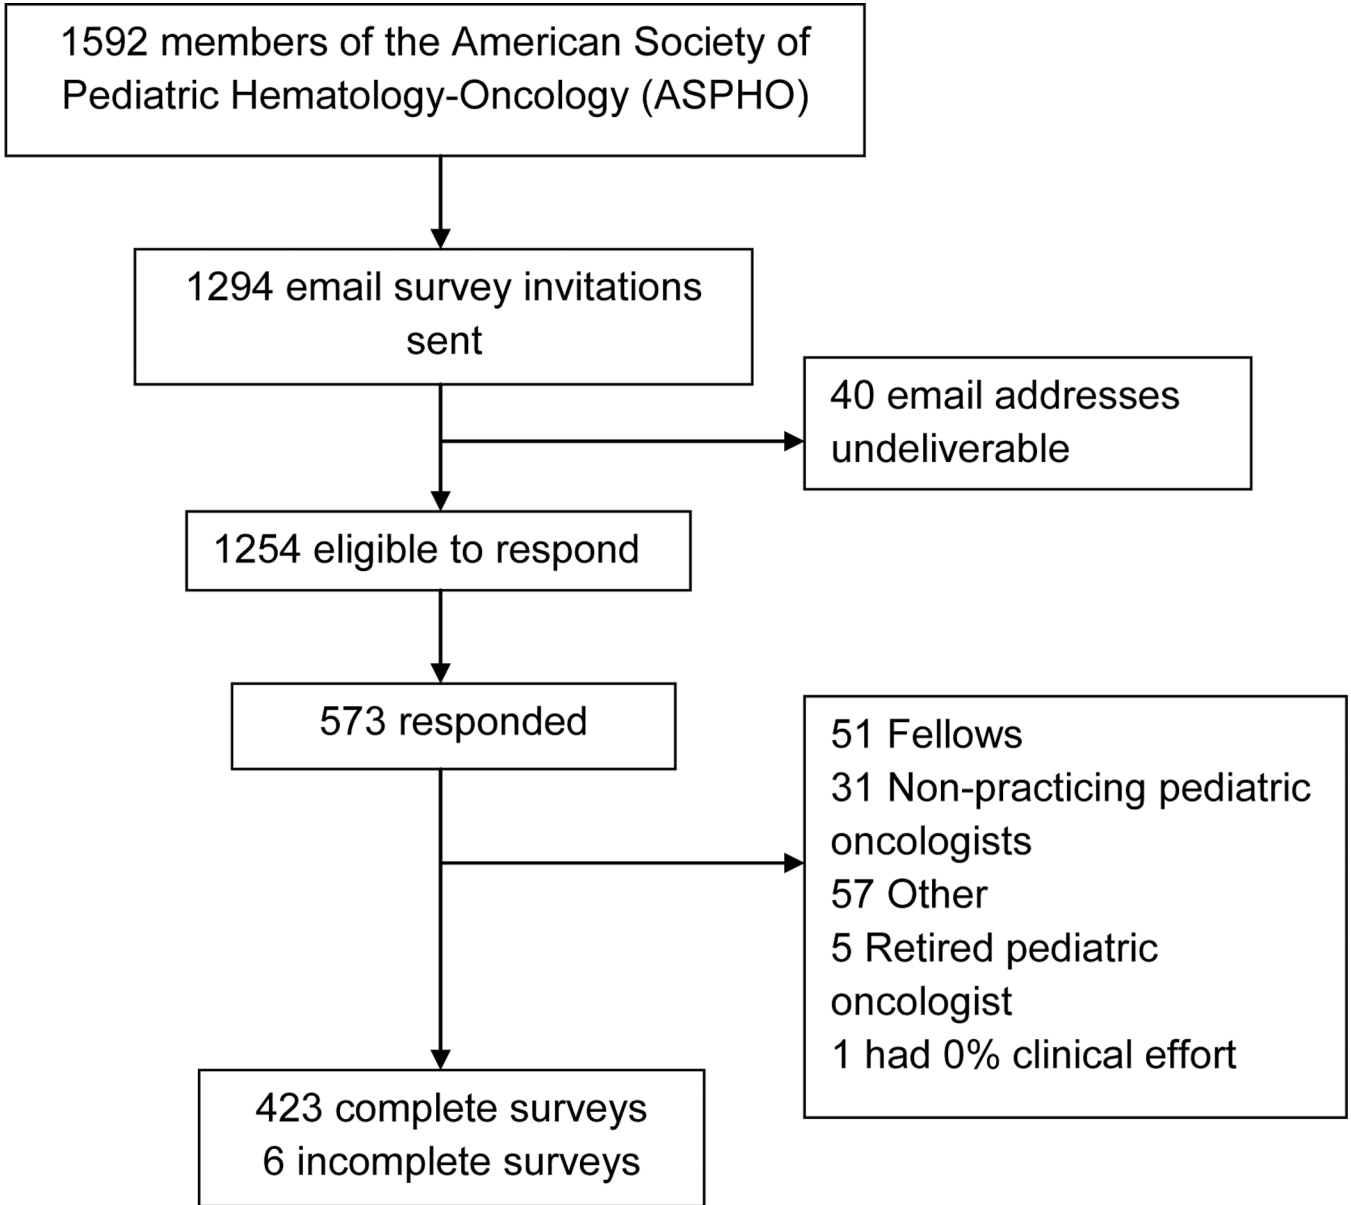 1592 members of the American Society of
Pediatric Hematology-Oncology (ASPHO)
1294 email survey invitations
sent
40 email addresses
undeliverable
1254 eligible to respond
573 responded
51 Fellows
31 Non-practicing pediatric
oncologists
57 Other
5 Retired pediatric
oncologist
1 had 0% clinical effort
423 complete surveys
6 incomplete surveys